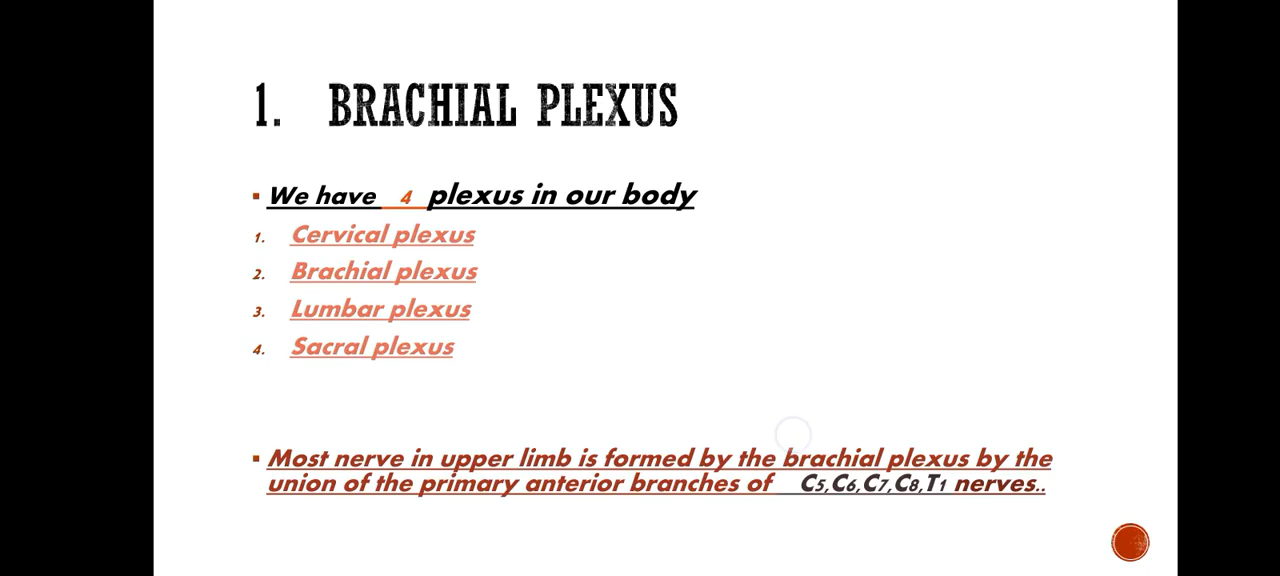 1. BRACHIAL PLEXUS
▪ We have 4 plexus in our body
1. Cervical plexus
2. Brachial plexus
3. Lumbar plexus
4. Sacral plexus
▪ Most nerve in upper limb is formed by the brachial plexus by the
union of the primary anterior branches of C5,C6,C7,C8,T1 nerves..